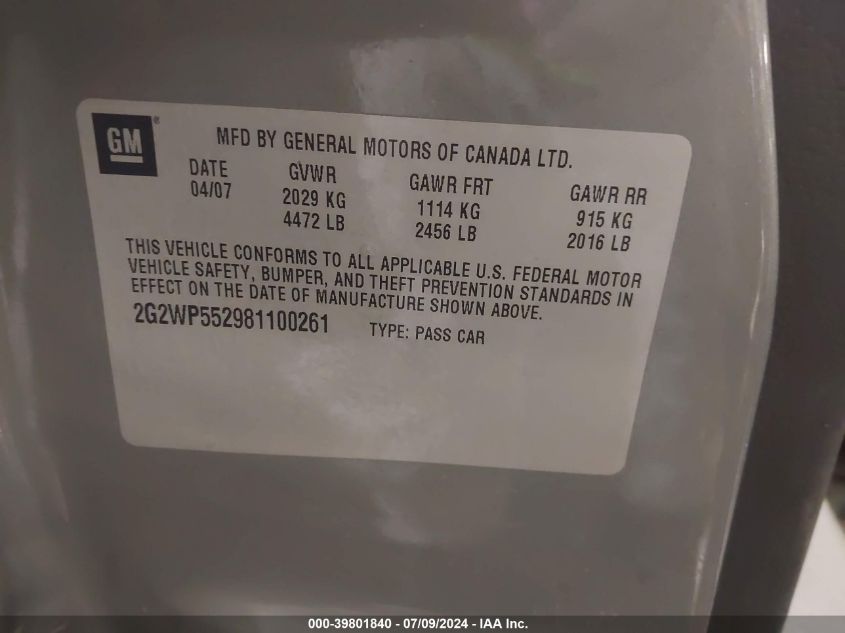 GM®
MFD BY GENERAL MOTORS OF CANADA LTD.
DATE GVWR GAWR FRT GAWR RR
04/07 2029 KG 1114 KG 915 KG
4472 LB 2456 LB 2016 LB
THIS VEHICLE CONFORMS TO ALL APPLICABLE U.S. FEDERAL MOTOR
VEHICLE SAFETY, BUMPER, AND THEFT PREVENTION STANDARDS IN
EFFECT ON THE DATE OF MANUFACTURE SHOWN ABOVE.
2G2WP552981100261 TYPE: PASS CAR
000-39801840 - 07/09/2024 - IAA Inc.